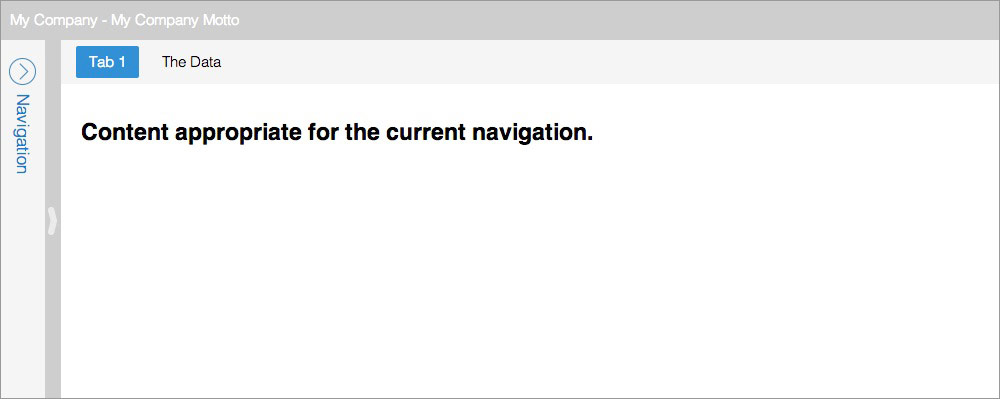 My Company - My Company Motto
Tab 1
The Data
Navigation
Content appropriate for the current navigation.